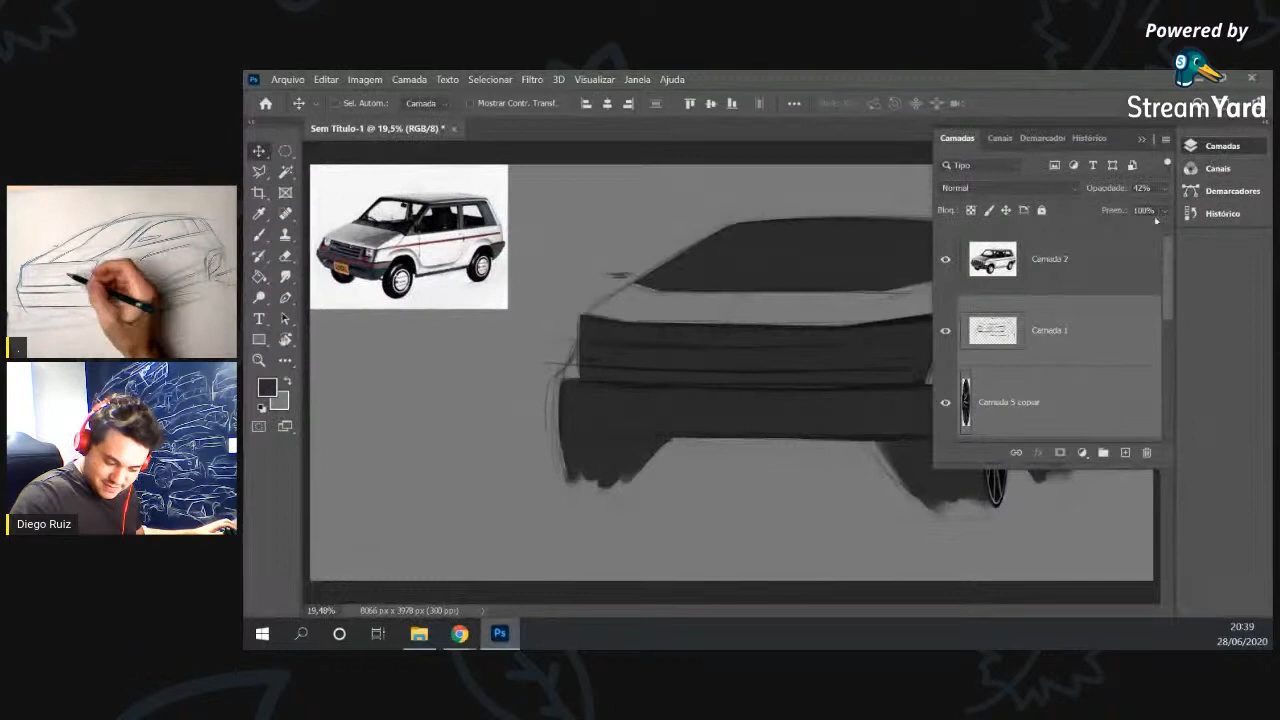 Powered by
StreamYard
Ps Arquivo Editar Imagem Camada Texto Selecionar Filtro 3D Visualizar Janela Ajuda
Sel. Autom.: Camada Mostrar Contr. Transf.
Sem Título-1 @ 19,5% (RGB/8) *
Camadas Canais Demarcador Histórico
Tipo
Normal Opacidade: 42%
Bloq.: Preen.: 100%
Camada 2
Camada 1
Camada 5 copiar
Camadas
Canais
Demarcadores
Histórico
.
Diego Ruiz
19,48% 8066 px x 3978 px (300 ppi)
Ps
20:39
28/06/2020